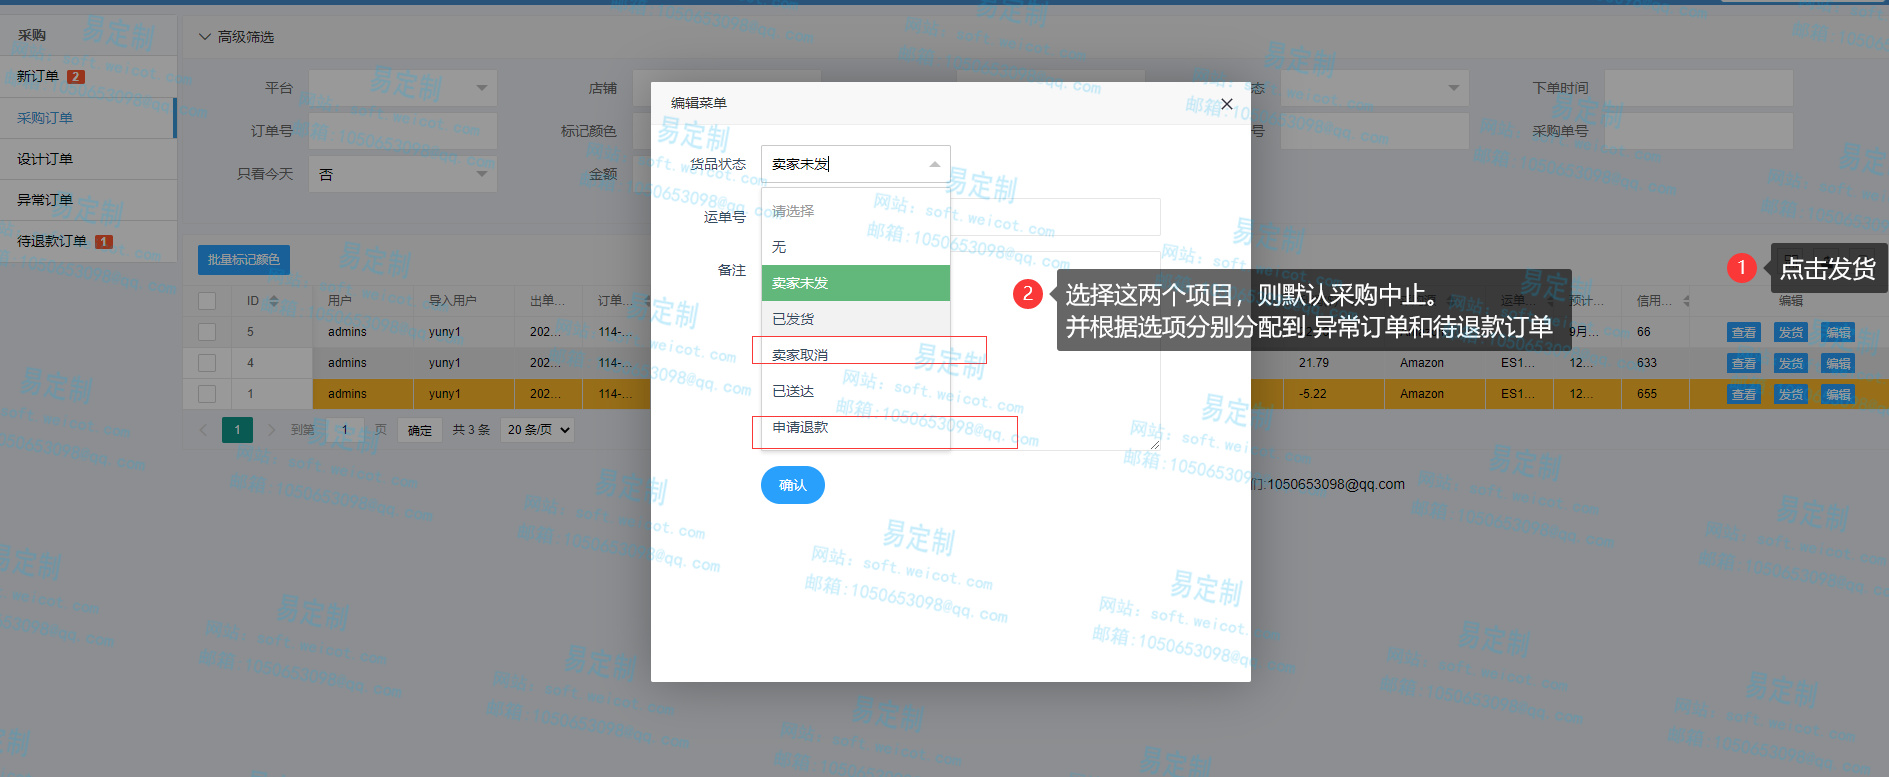 采购
新订单 2
采购订单
设计订单
异常订单
待退款订单 1
高级筛选
平台
店铺
态
下单时间
订单号
标记颜色
号
采购单号
只看今天 否
金额
批量标记颜色
ID 用户 导入用户 出单... 订单... 运单... 预计... 信用... 编辑
5 admins yuny1 202... 114-... 9月... 66 查看 发货 编辑
4 admins yuny1 202... 114-... 21.79 Amazon ES1... 12... 633 查看 发货 编辑
1 admins yuny1 202... 114-... -5.22 Amazon ES1... 12... 655 查看 发货 编辑
1 到第 1 页 确定 共 3 条 20 条/页
们:1050653098@qq.com
编辑菜单
货品状态 卖家未发
请选择
无
卖家未发
已发货
卖家取消
已送达
申请退款
运单号
备注
确认
1 点击发货
2 选择这两个项目，则默认采购中止。
并根据选项分别分配到 异常订单和待退款订单
易定制
网站: soft.weicot.com
邮箱:1050653098@qq.com